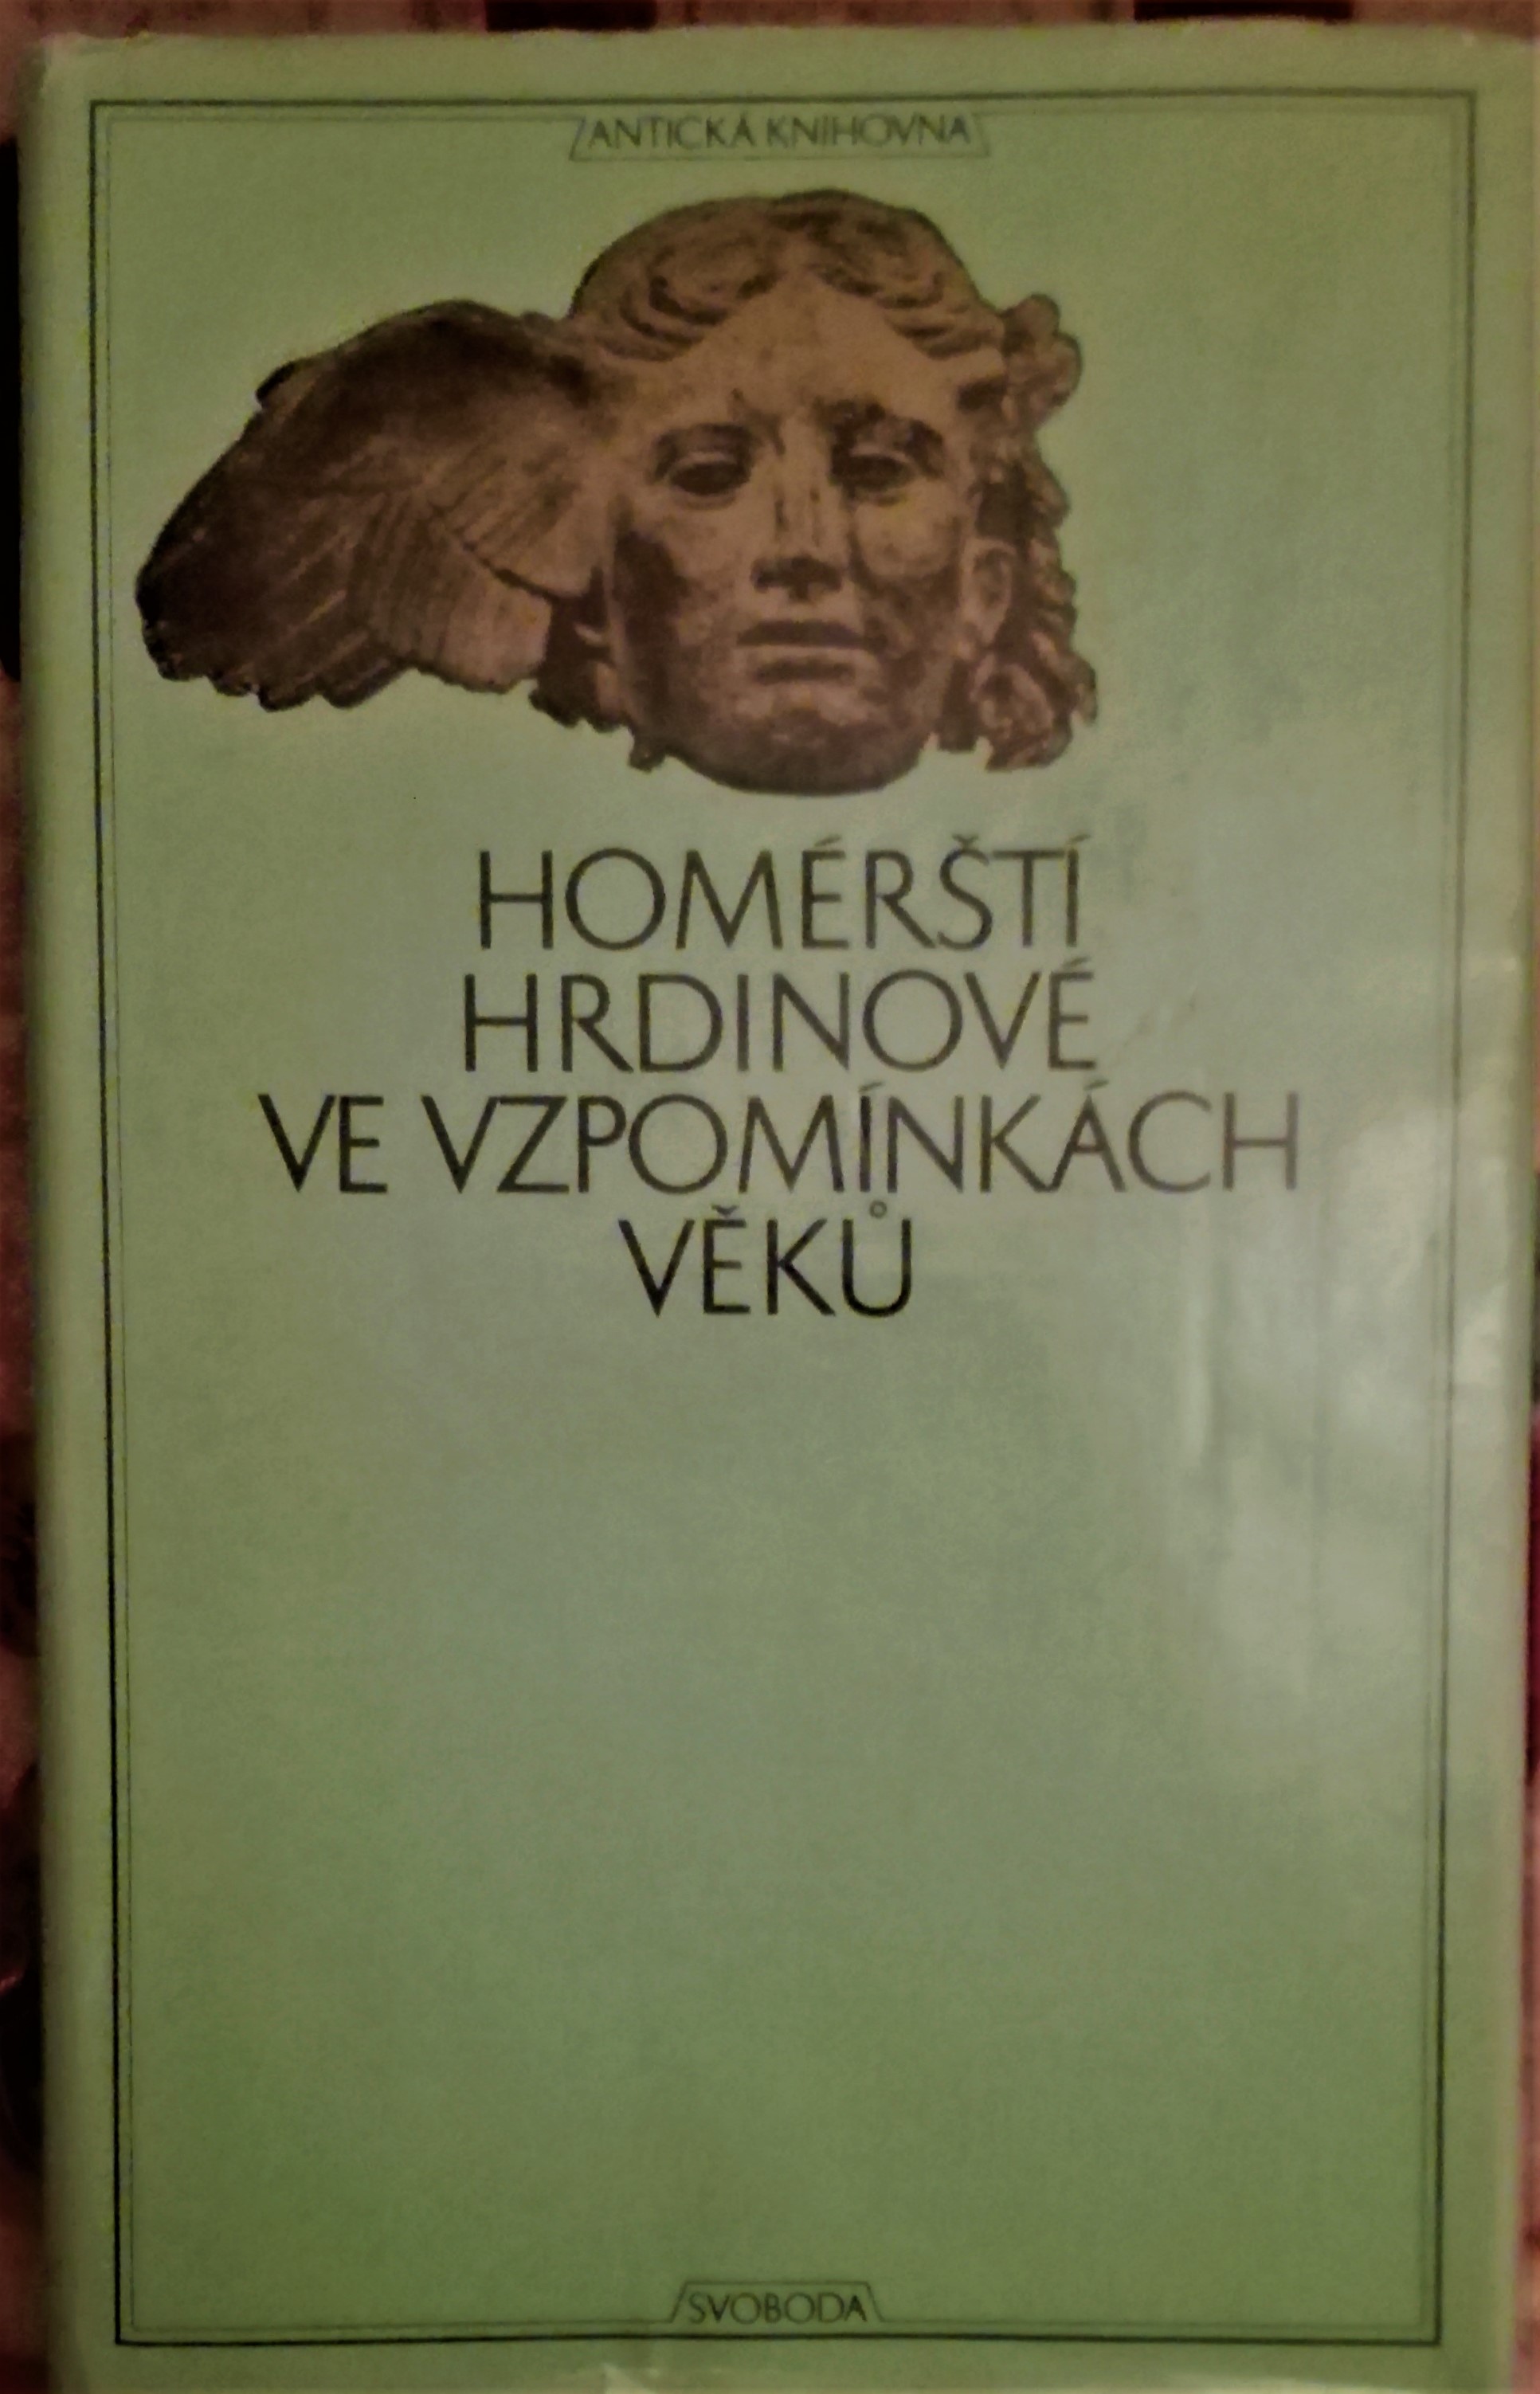 ANTICKÁ KNIHOVNA
HOMÉRŠTÍ
HRDINOVÉ
VE VZPOMÍNKÁCH
VĚKŮ
SVOBODA